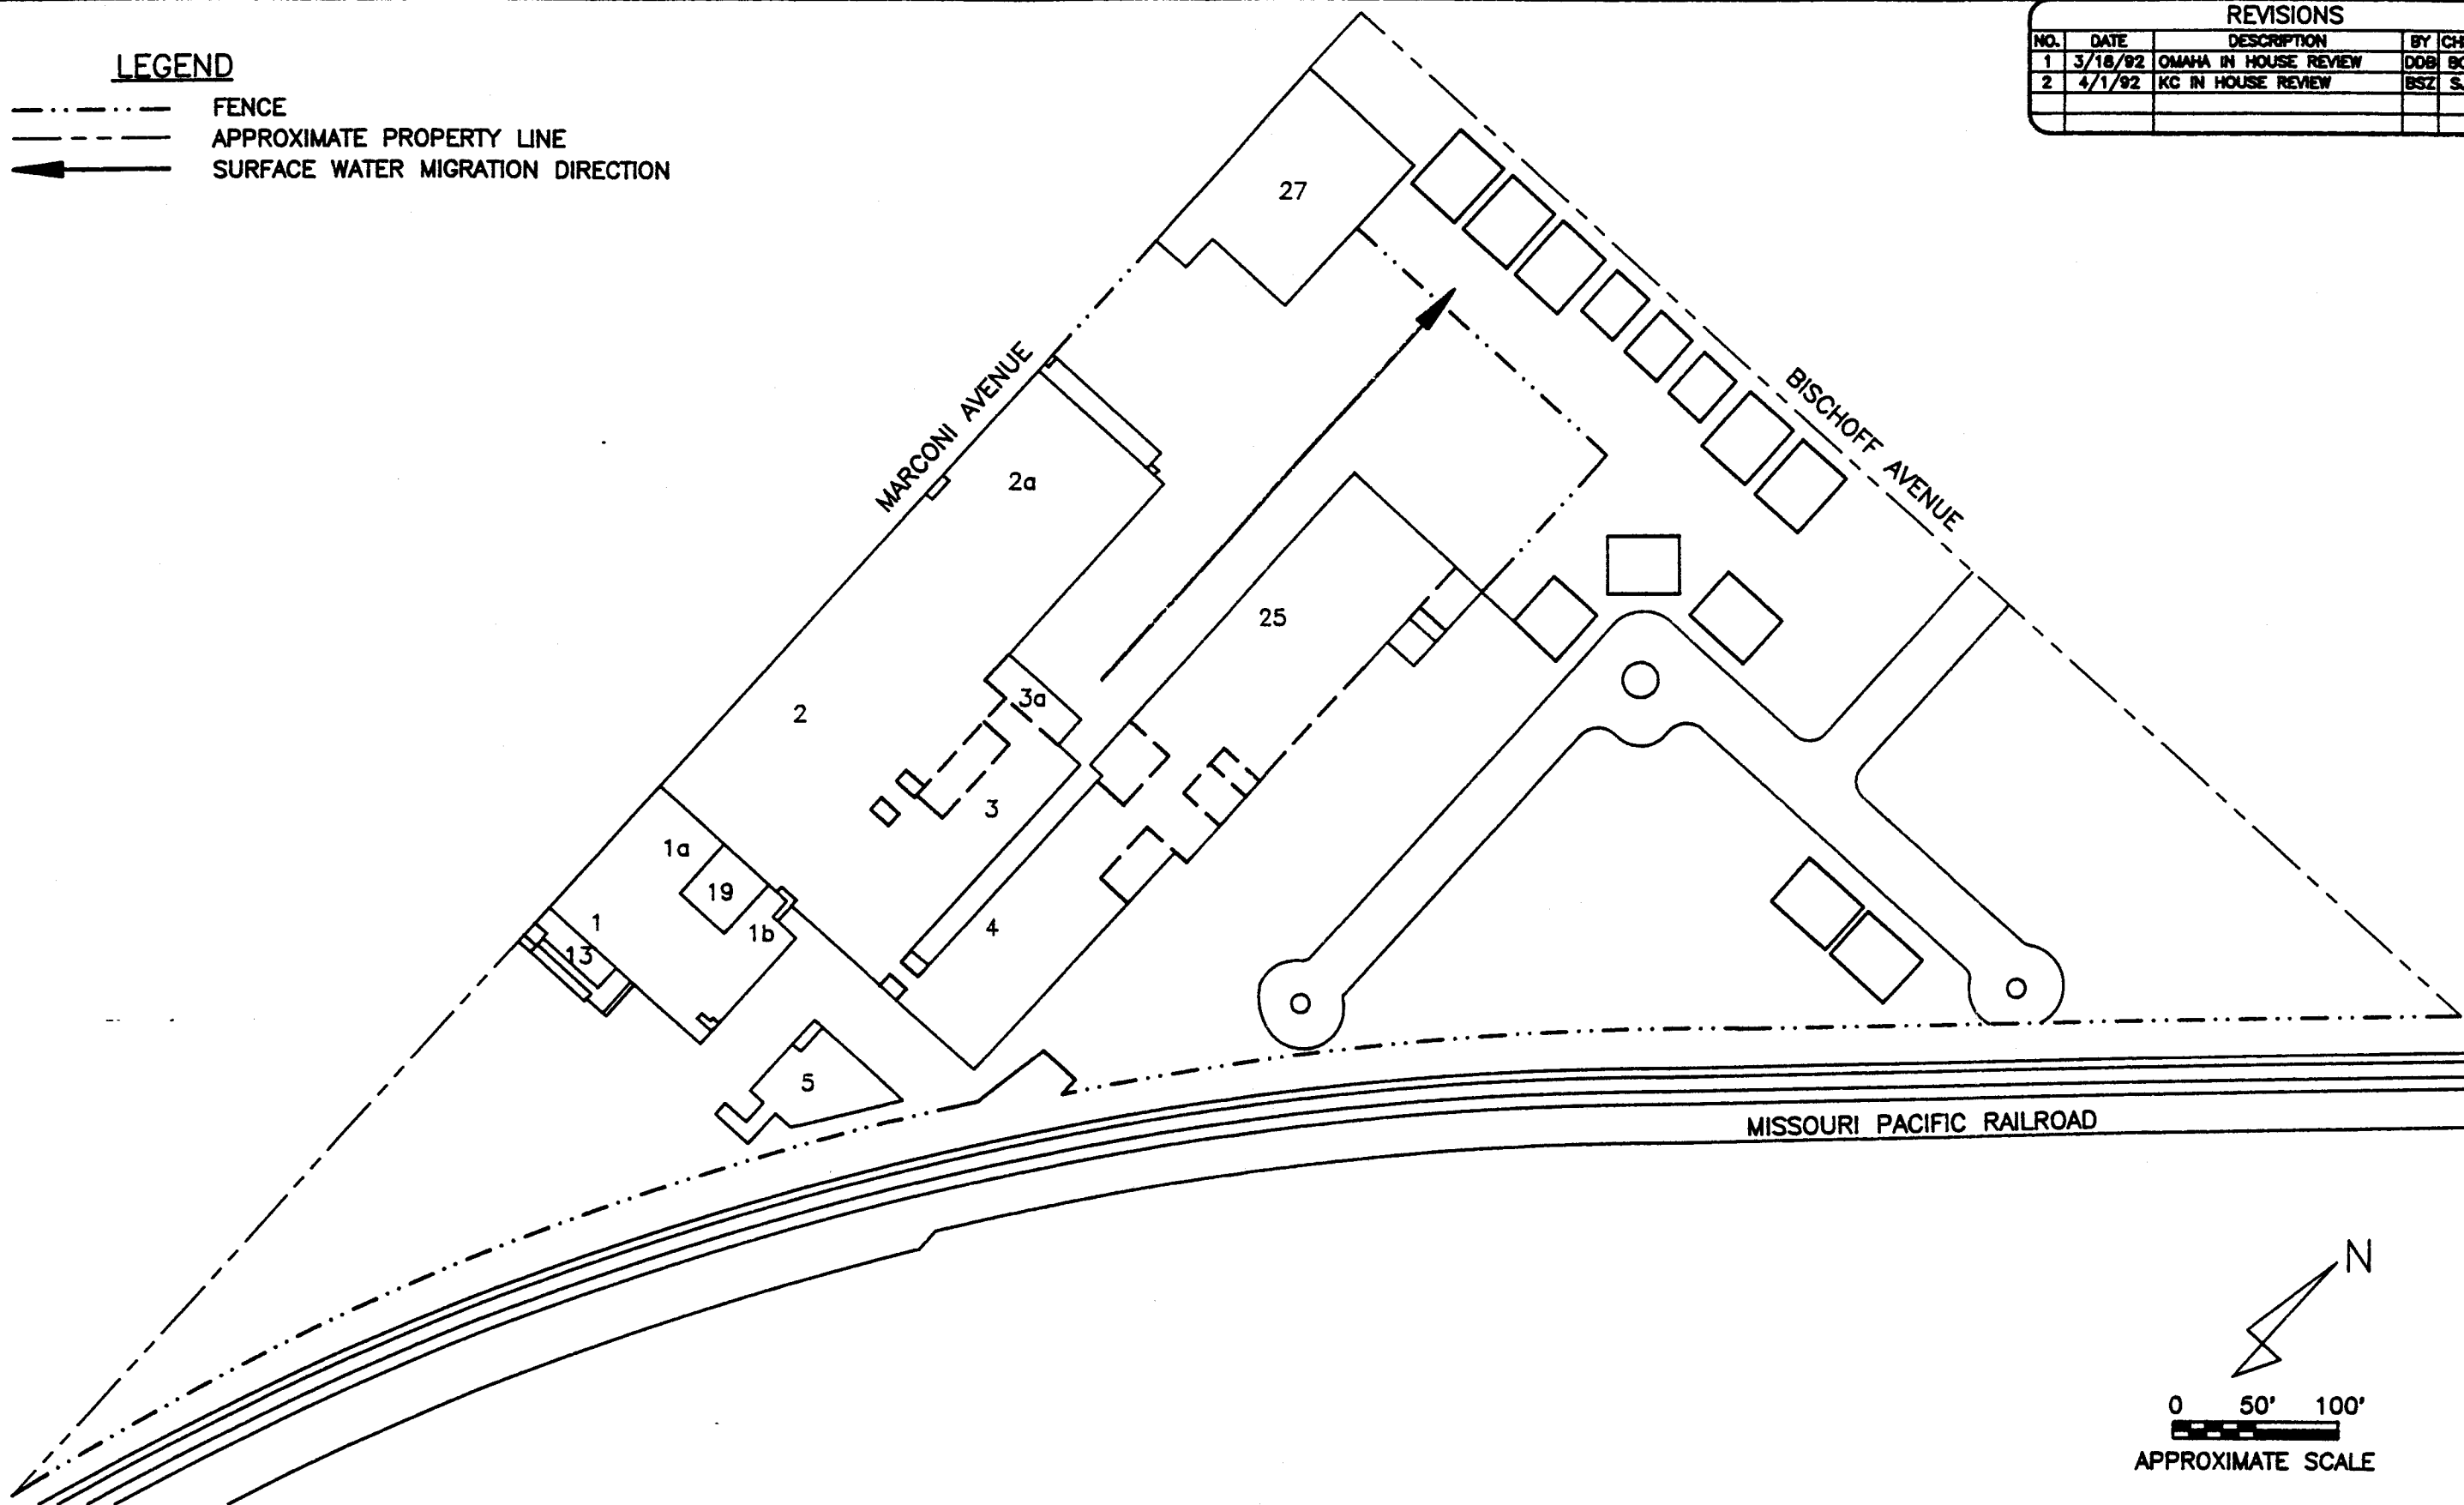 LEGEND
FENCE
APPROXIMATE PROPERTY LINE
SURFACE WATER MIGRATION DIRECTION
REVISIONS
NO. DATE DESCRIPTION BY
1 3/18/92 OMAHA IN HOUSE REVIEW DDB
2 4/1/92 KC IN HOUSE REVIEW BSZ
27
MARCONI AVENUE
BISCHOFF AVENUE
2a
25
3a
2
3
1a
19
1
1b
4
13
5
MISSOURI PACIFIC RAILROAD
N
0 50' 100'
APPROXIMATE SCALE